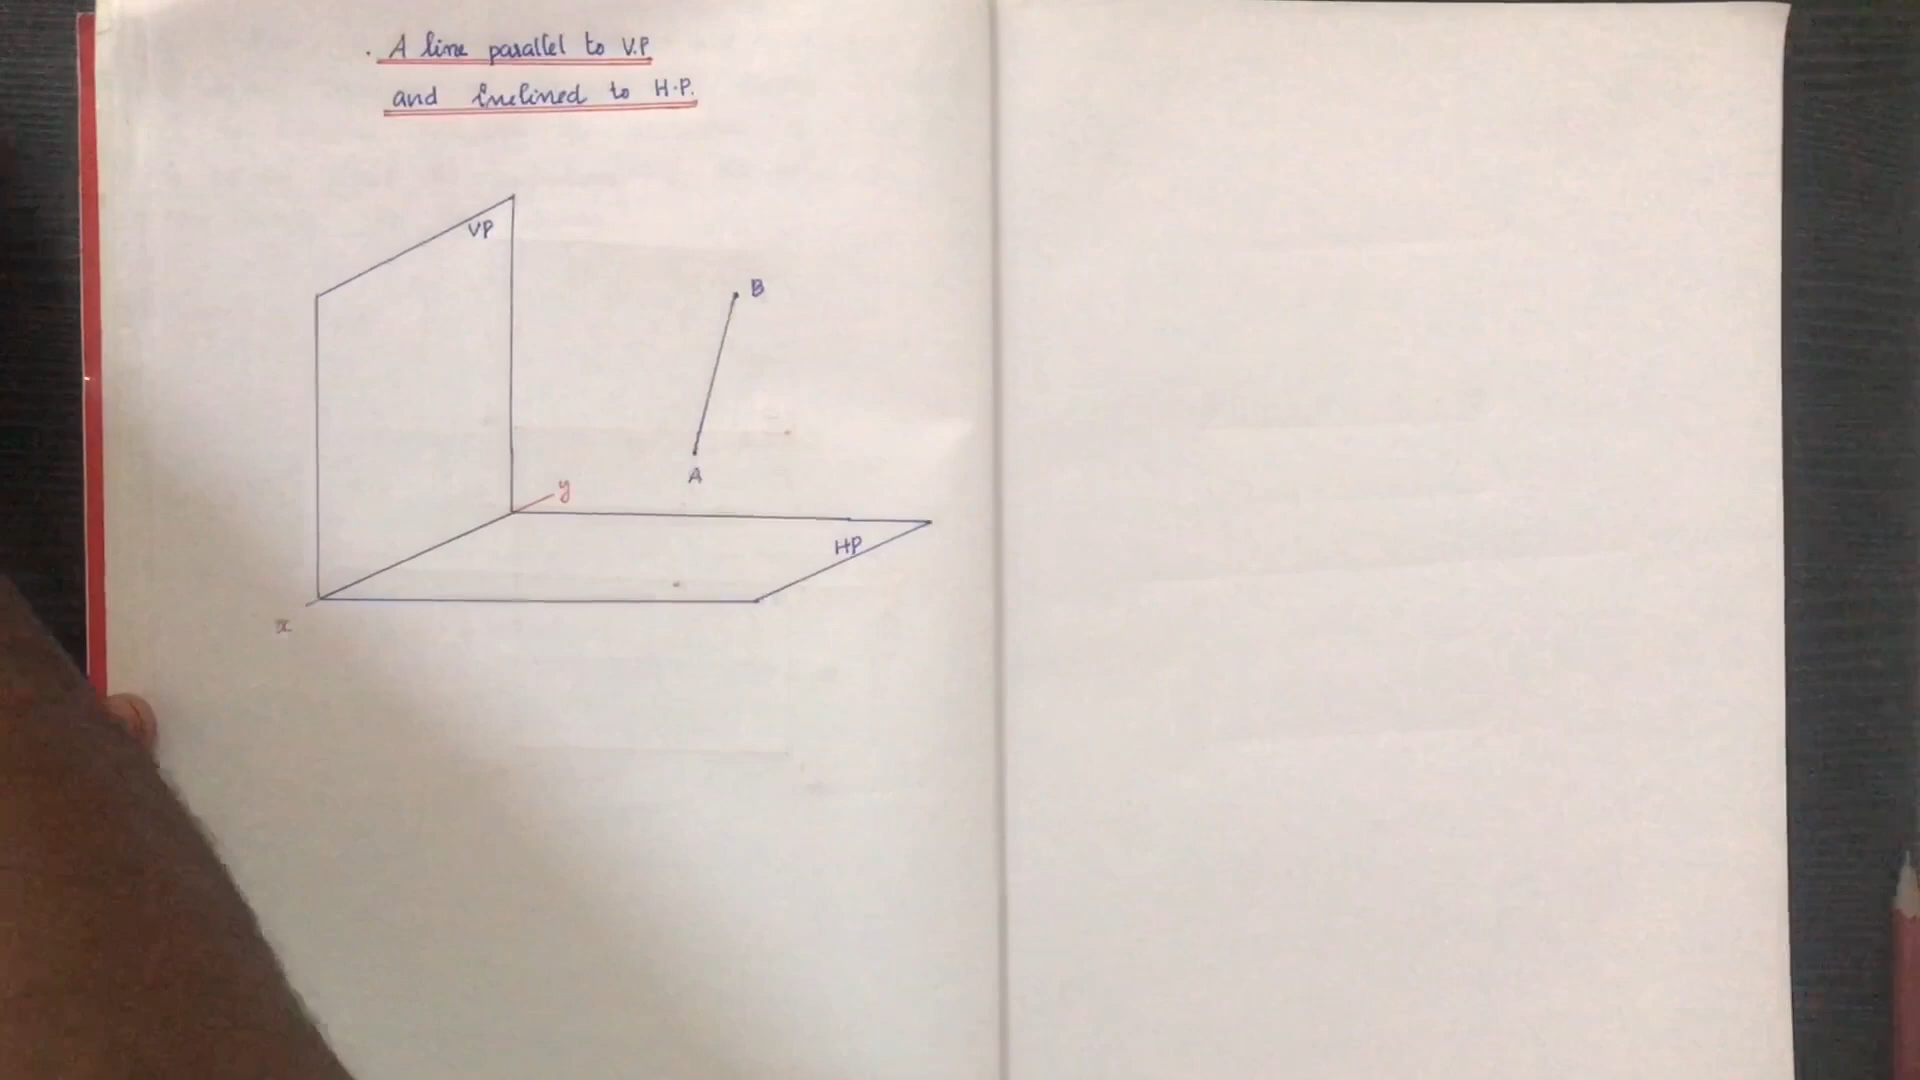 A line parallel to V.P
and inclined to H.P.
VP
B
A
y
HP
x